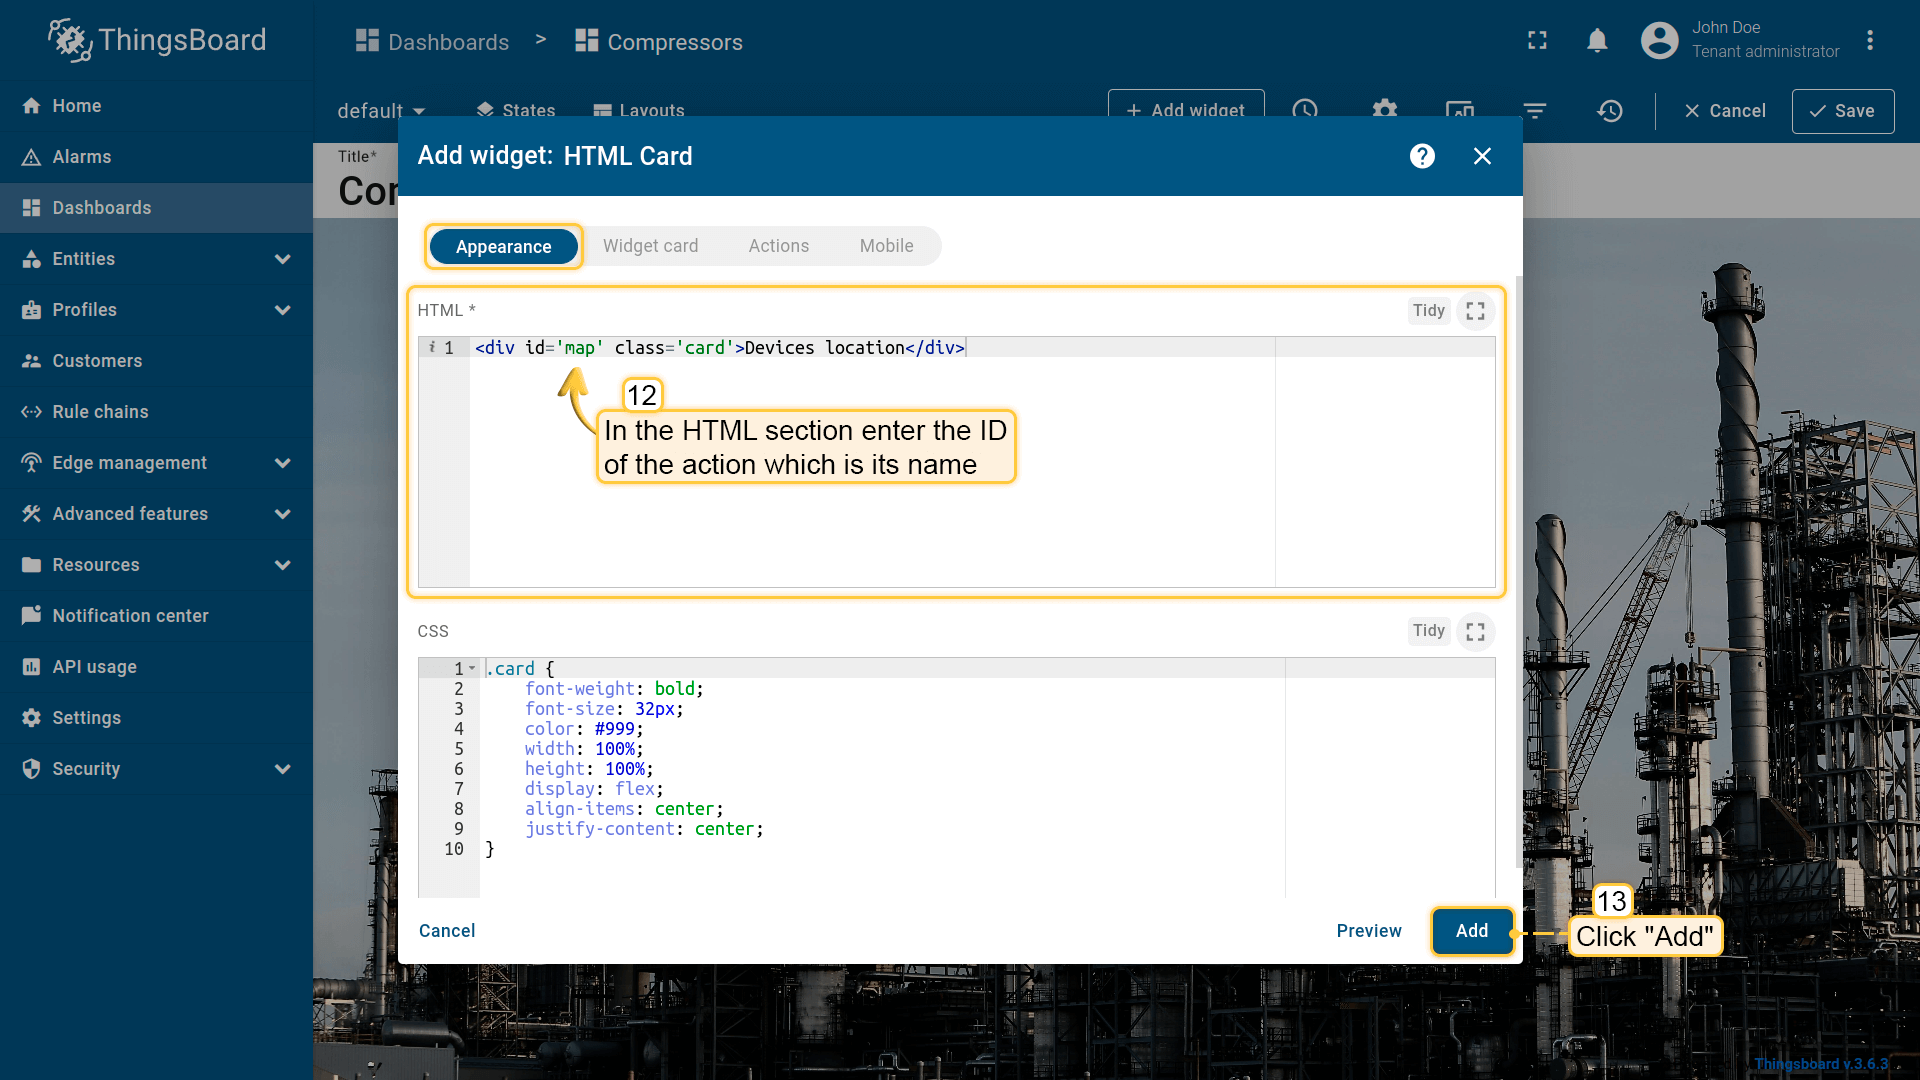 ThingsBoard
Dashboards > Compressors
John Doe
Tenant administrator
Home
Alarms
Dashboards
Entities
Profiles
Customers
Rule chains
Edge management
Advanced features
Resources
Notification center
API usage
Settings
Security
default
States
Layouts
+ Add widget
Cancel
Save
Title*
Add widget: HTML Card
Appearance
Widget card
Actions
Mobile
HTML *
Tidy
i 1 <div id='map' class='card'>Devices location</div>
12
In the HTML section enter the ID
of the action which is its name
CSS
Tidy
1 .card {
2 font-weight: bold;
3 font-size: 32px;
4 color: #999;
5 width: 100%;
6 height: 100%;
7 display: flex;
8 align-items: center;
9 justify-content: center;
10 }
Cancel
Preview
Add
13
Click "Add"
Thingsboard v.3.6.3